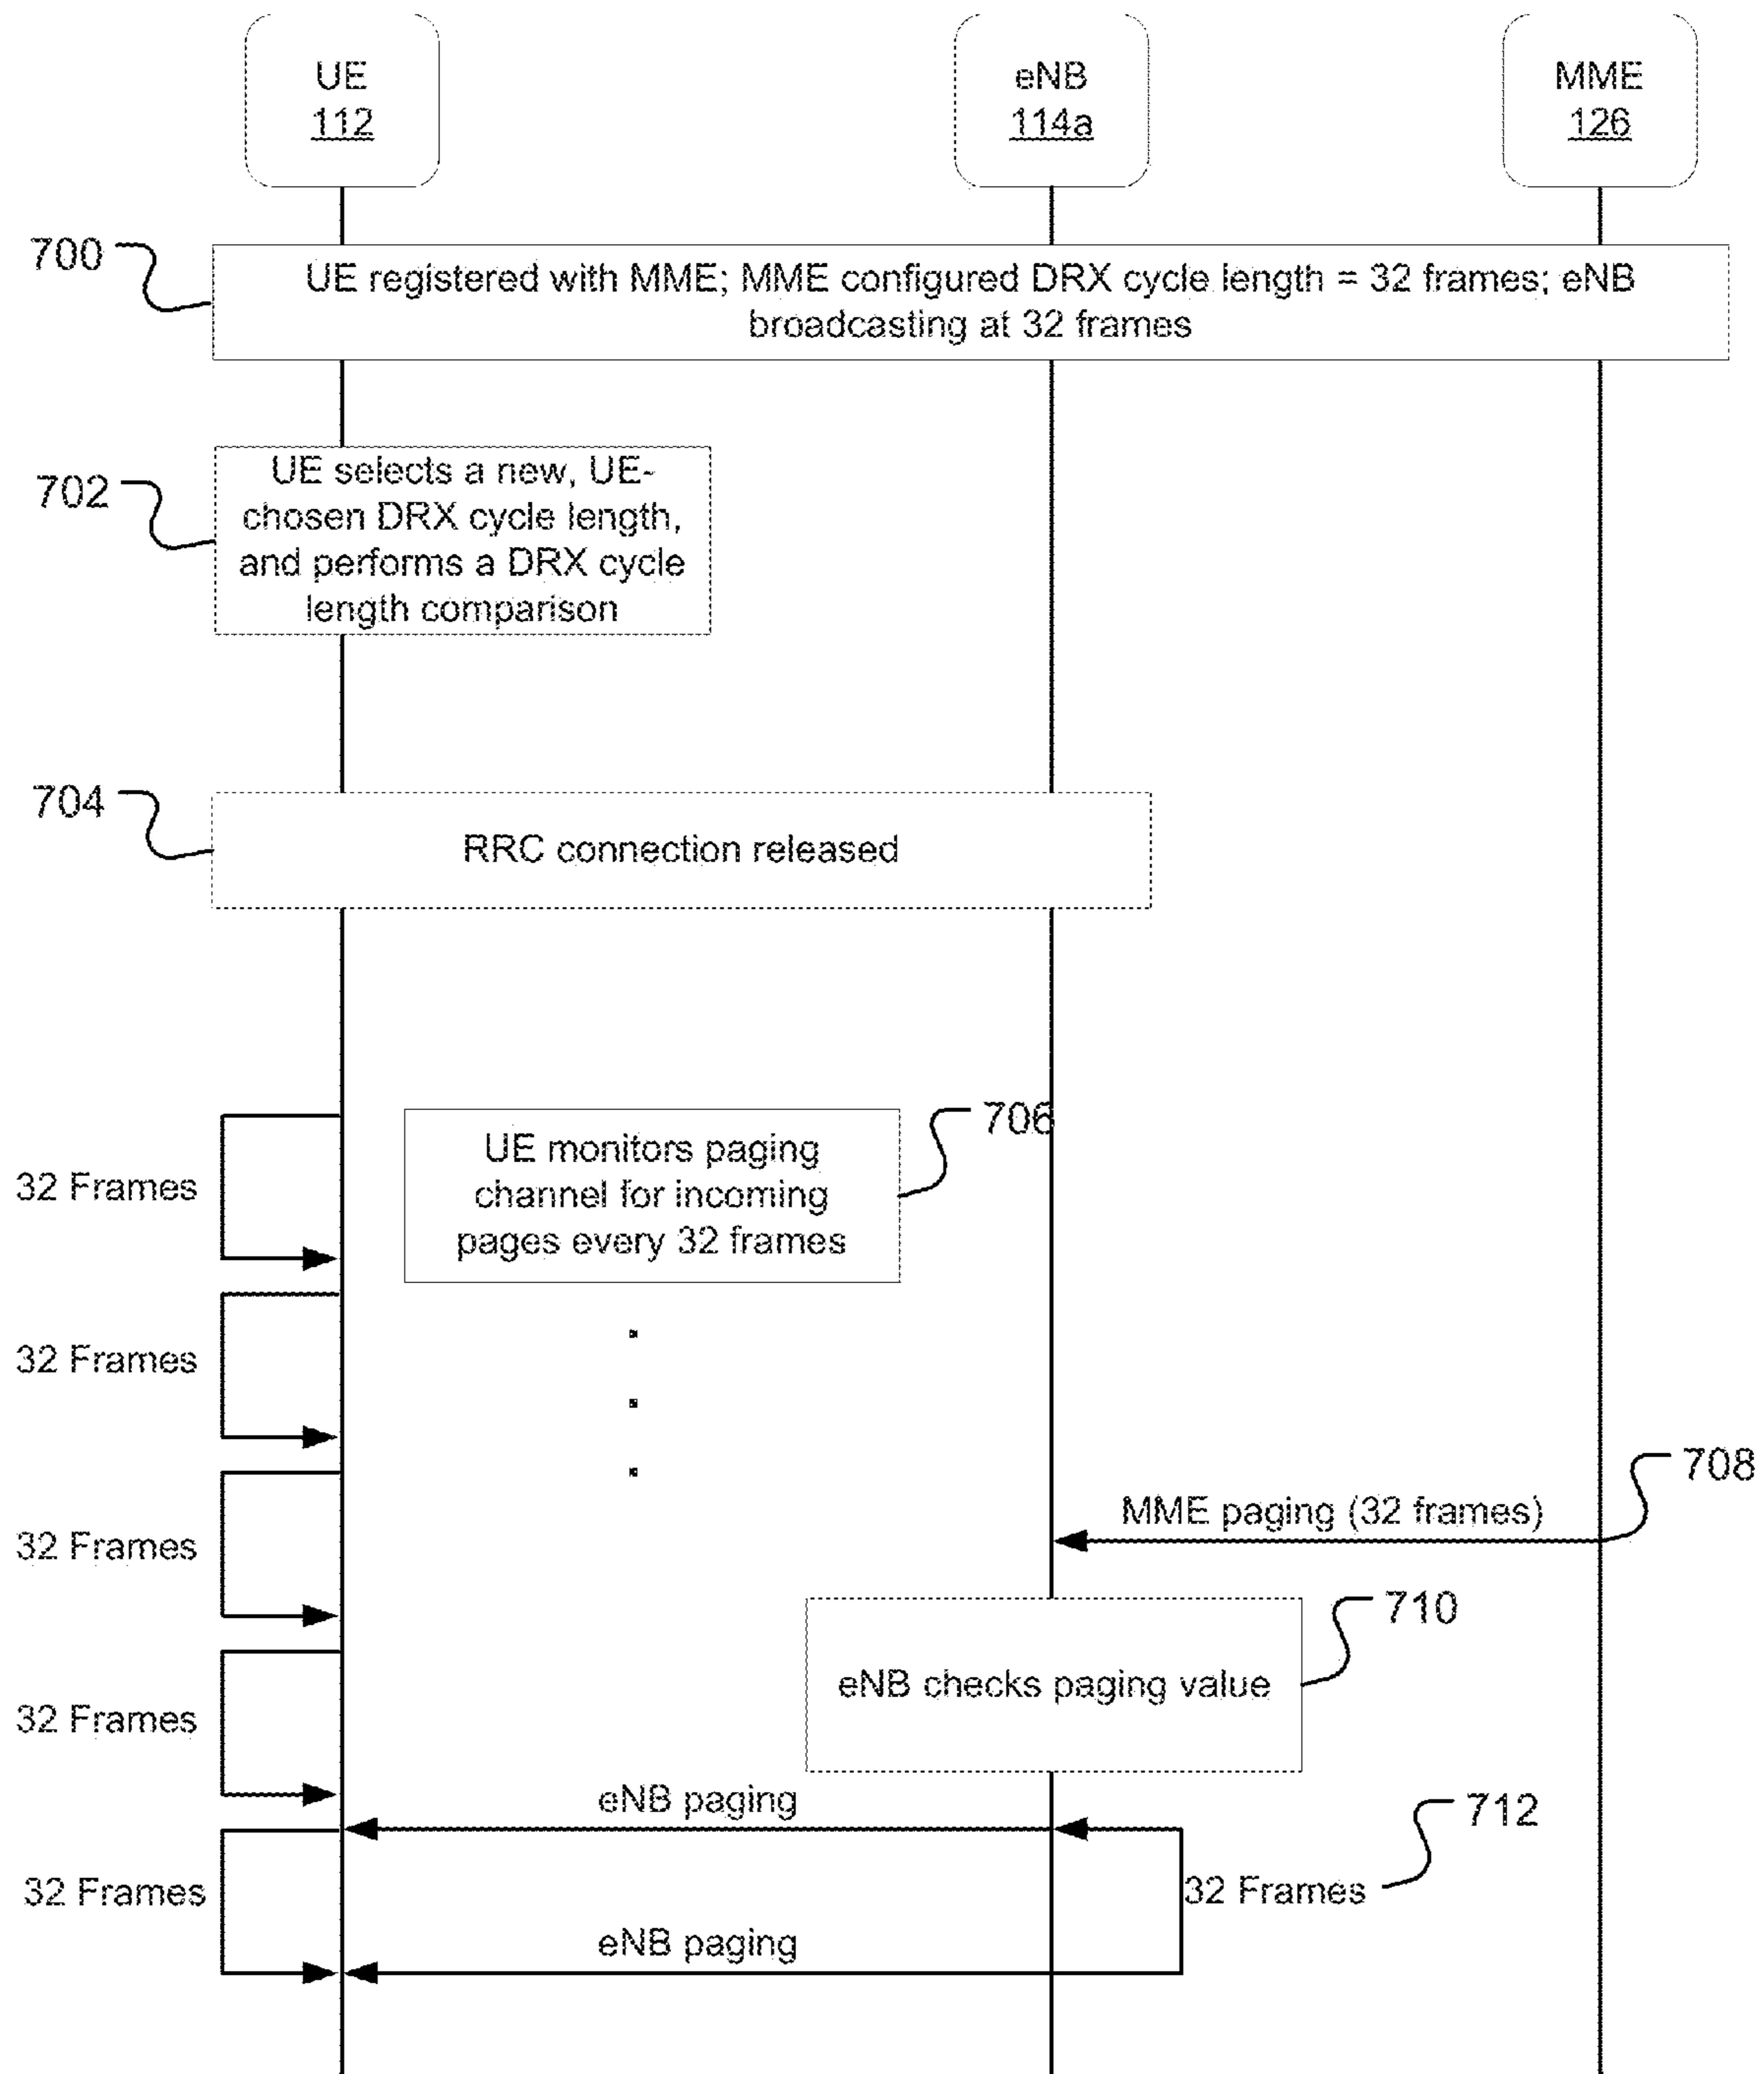 UE
112
eNB
114a
MME
126
700
UE registered with MME; MME configured DRX cycle length = 32 frames; eNB
broadcasting at 32 frames
702
UE selects a new, UE-
chosen DRX cycle length,
and performs a DRX cycle
length comparison
704
RRC connection released
706
UE monitors paging
channel for incoming
pages every 32 frames
32 Frames
32 Frames
708
MME paging (32 frames)
32 Frames
710
eNB checks paging value
32 Frames
eNB paging
712
32 Frames
32 Frames
eNB paging